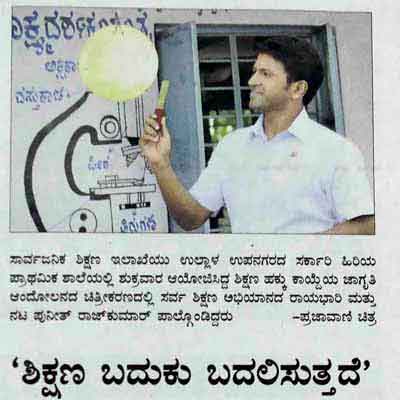 ಸೂಕ್ಷ್ಮದರ್ಶಕಯಂತ್ರ
ಪೀಠ
ಸಾರ್ವಜನಿಕ ಶಿಕ್ಷಣ ಇಲಾಖೆಯು ಉಲ್ಲಾಳ ಉಪನಗರದ ಸರ್ಕಾರಿ ಹಿರಿಯ
ಪ್ರಾಥಮಿಕ ಶಾಲೆಯಲ್ಲಿ ಶುಕ್ರವಾರ ಆಯೋಜಿಸಿದ್ದ ಶಿಕ್ಷಣ ಹಕ್ಕು ಕಾಯ್ದೆಯ ಜಾಗೃತಿ
ಆಂದೋಲನದ ಚಿತ್ರೀಕರಣದಲ್ಲಿ ಸರ್ವ ಶಿಕ್ಷಣ ಅಭಿಯಾನದ ರಾಯಭಾರಿ ಮತ್ತು
ನಟ ಪುನೀತ್ ರಾಜ್‌ಕುಮಾರ್ ಪಾಲ್ಗೊಂಡಿದ್ದರು –ಪ್ರಜಾವಾಣಿ ಚಿತ್ರ
‘ಶಿಕ್ಷಣ ಬದುಕು ಬದಲಿಸುತ್ತದೆ’